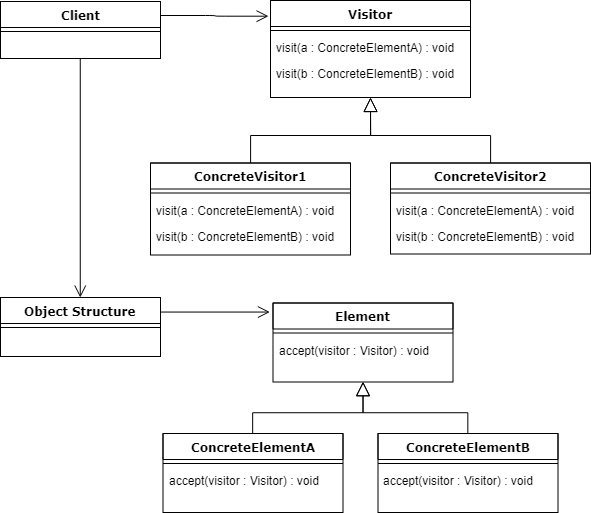 Client
Visitor
visit(a : ConcreteElementA) : void
visit(b : ConcreteElementB) : void
ConcreteVisitor1
visit(a : ConcreteElementA) : void
visit(b : ConcreteElementB) : void
ConcreteVisitor2
visit(a : ConcreteElementA) : void
visit(b : ConcreteElementB) : void
Object Structure
Element
accept(visitor : Visitor) : void
ConcreteElementA
accept(visitor : Visitor) : void
ConcreteElementB
accept(visitor : Visitor) : void